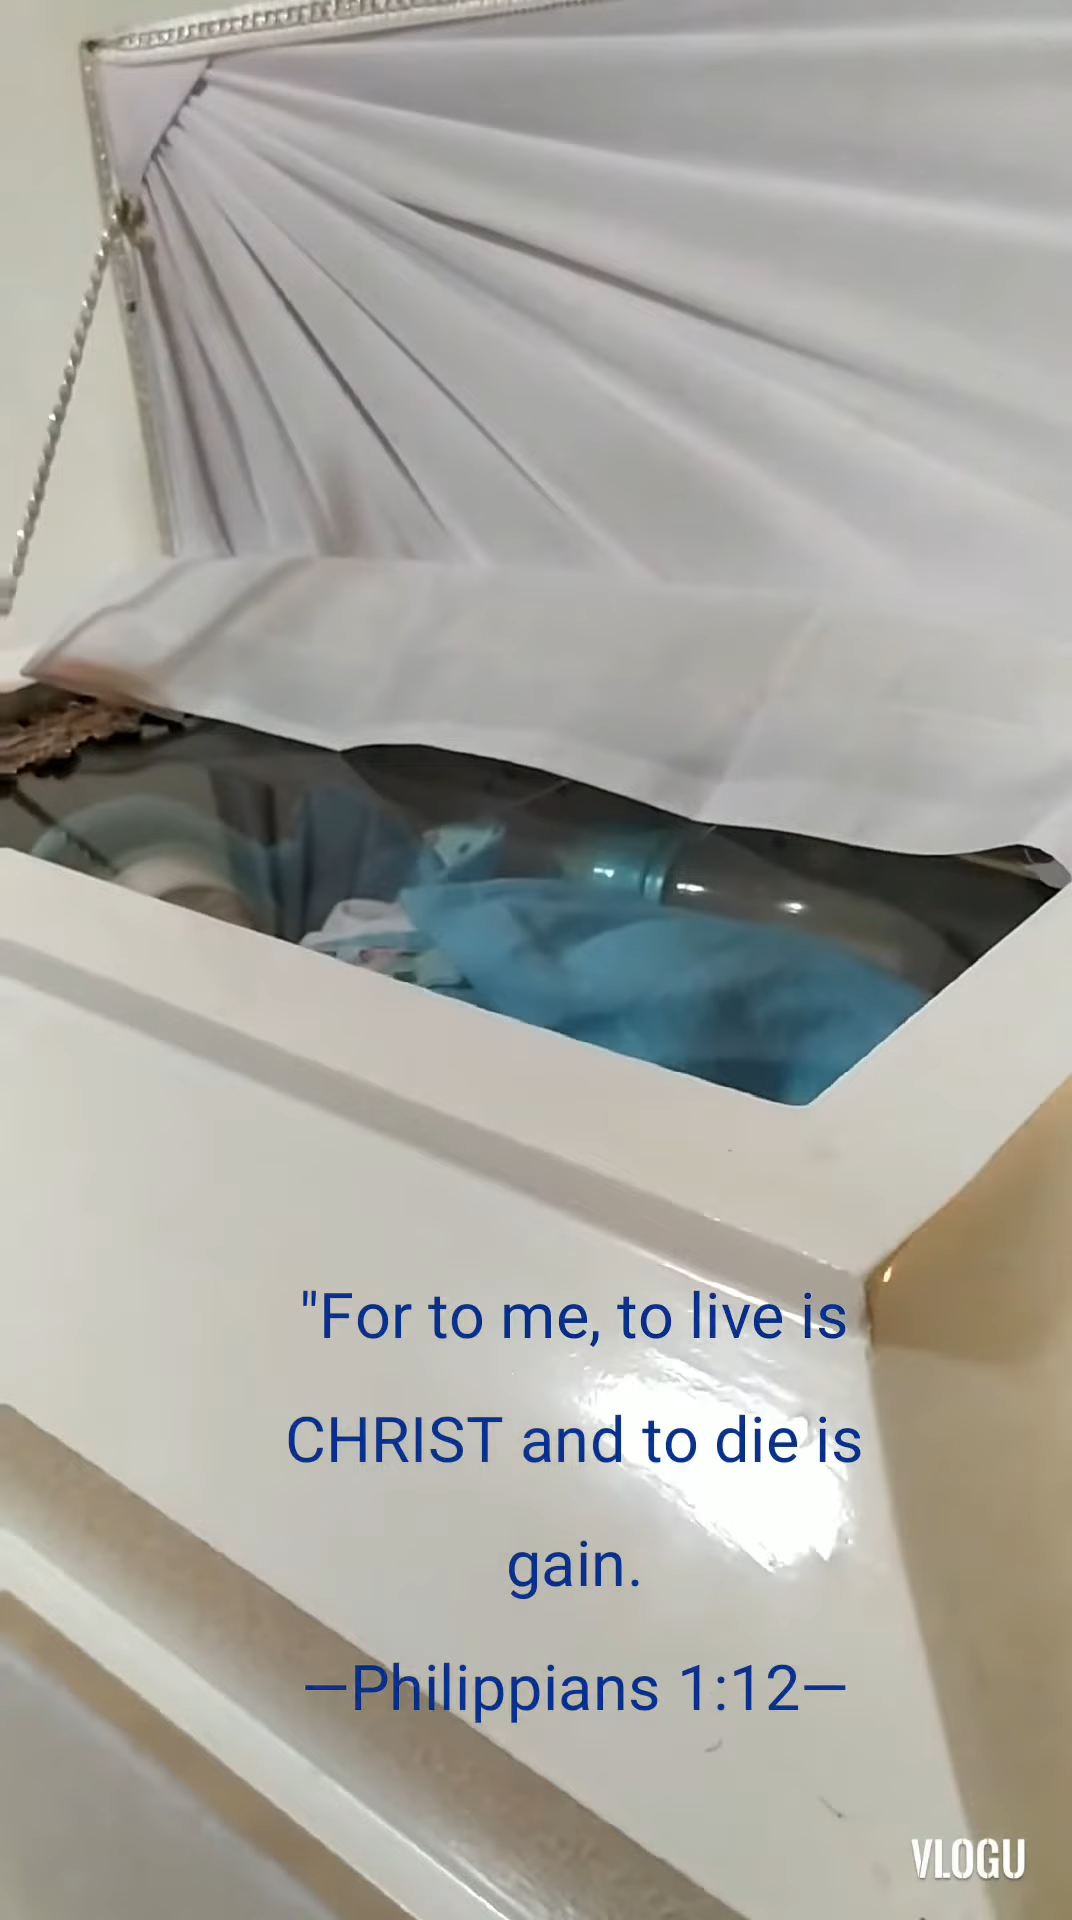 "For to me, to live is
CHRIST and to die is
gain.
—Philippians 1:12—
VLOGU